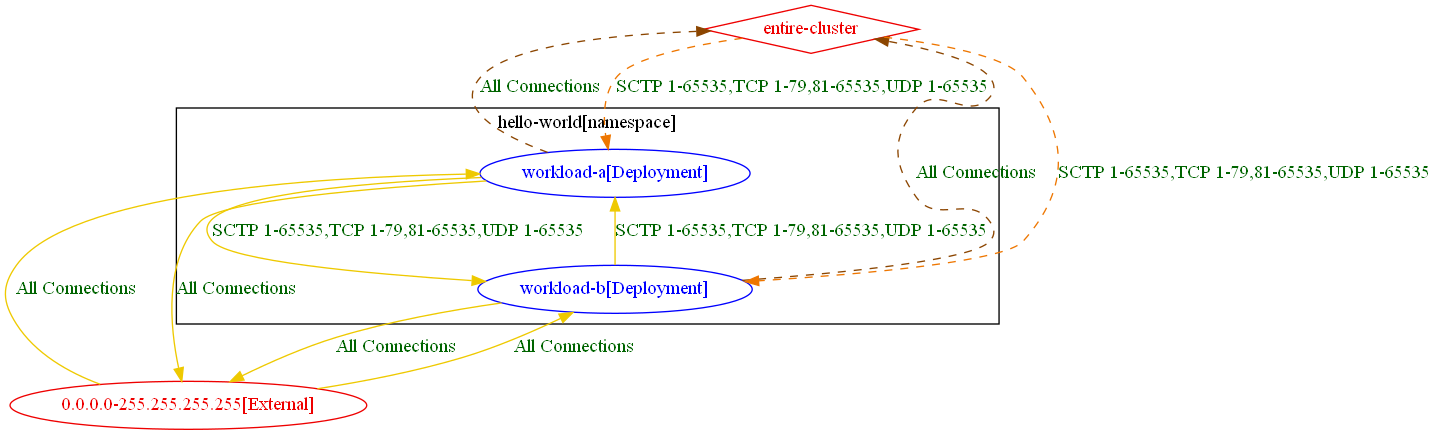 entire-cluster
All Connections
SCTP 1-65535,TCP 1-79,81-65535,UDP 1-65535
hello-world[namespace]
workload-a[Deployment]
All Connections
SCTP 1-65535,TCP 1-79,81-65535,UDP 1-65535
SCTP 1-65535,TCP 1-79,81-65535,UDP 1-65535
SCTP 1-65535,TCP 1-79,81-65535,UDP 1-65535
All Connections
All Connections
workload-b[Deployment]
All Connections
All Connections
0.0.0.0-255.255.255.255[External]